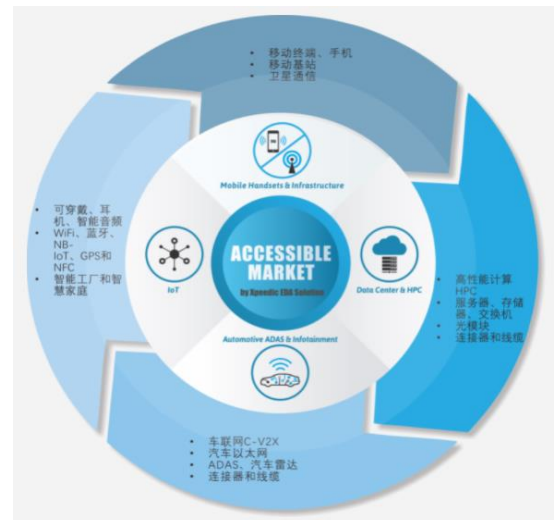 • 移动终端、手机
• 移动基站
• 卫星通信
Mobile Handsets & Infrastructure
• 可穿戴、耳
机、智能音频
• WiFi、蓝牙、
NB-
IoT、GPS和
NFC
• 智能工厂和智
慧家庭
IoT
ACCESSIBLE
MARKET
by Xpeedic EDA Solution
Data Center & HPC
• 高性能计算
HPC
• 服务器、存储
器、交换机
• 光模块
• 连接器和线缆
Automotive ADAS & Infotainment
• 车联网C-V2X
• 汽车以太网
• ADAS、汽车雷达
• 连接器和线缆